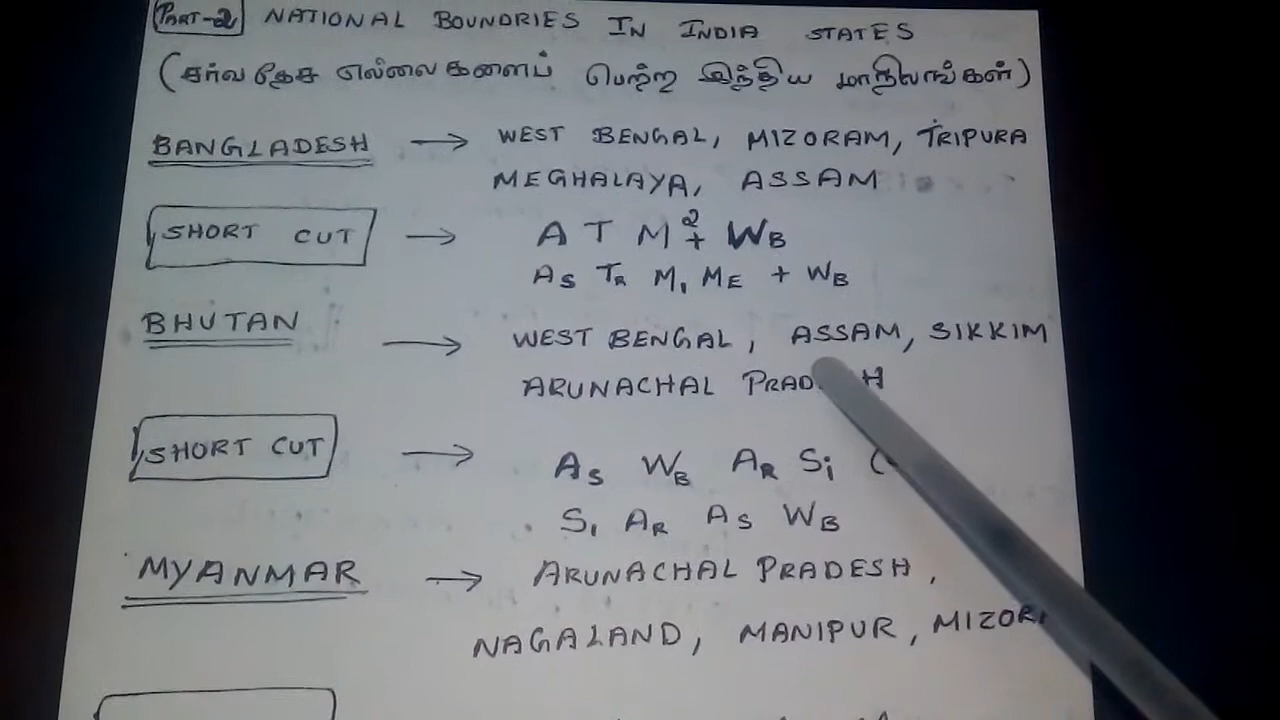 PART-2 NATIONAL BOUNDRIES IN INDIA STATES
(சர்வ தேச எல்லைகளைப் பெற்ற இந்திய மாநிலங்கள்)
BANGLADESH → WEST BENGAL, MIZORAM, TRIPURA
MEGHALAYA, ASSAM
SHORT CUT → A T M² + WB
AS TR MI ME + WB
BHUTAN → WEST BENGAL, ASSAM, SIKKIM
ARUNACHAL
SHORT CUT → AS WB AR Si (
SI AR AS WB
MYANMAR → ARUNACHAL PRADESH,
NAGALAND, MANIPUR,